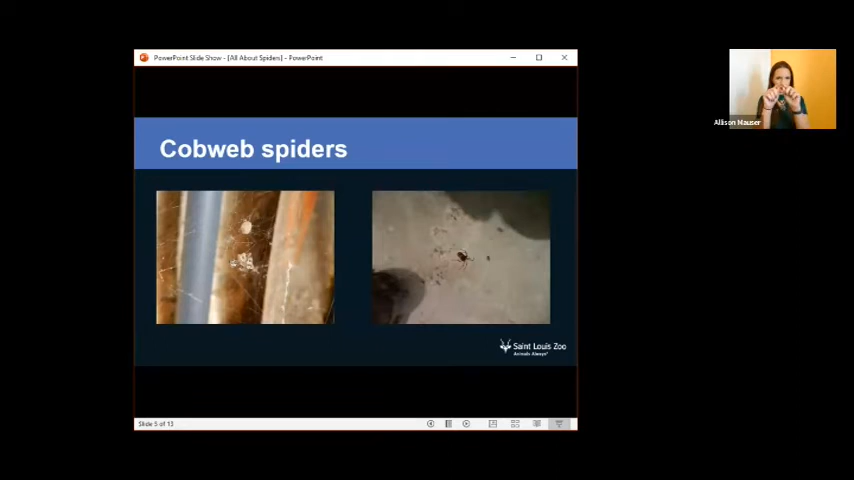 PowerPoint Slide Show - [All About Spiders] - PowerPoint
Allison Mauser
Cobweb spiders
Saint Louis Zoo
Animals Always®
Slide 5 of 13